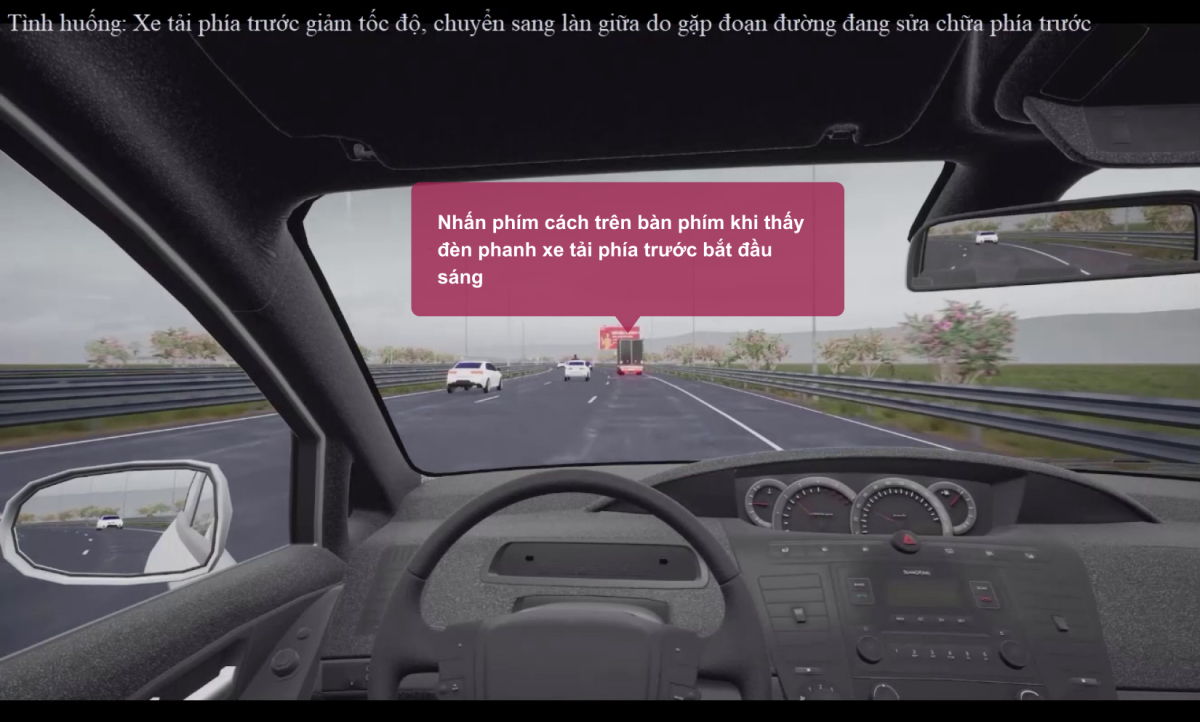 Tình huống: Xe tải phía trước giảm tốc độ, chuyển sang làn giữa do gặp đoạn đường đang sửa chữa phía trước
Nhấn phím cách trên bàn phím khi thấy
đèn phanh xe tải phía trước bắt đầu
sáng